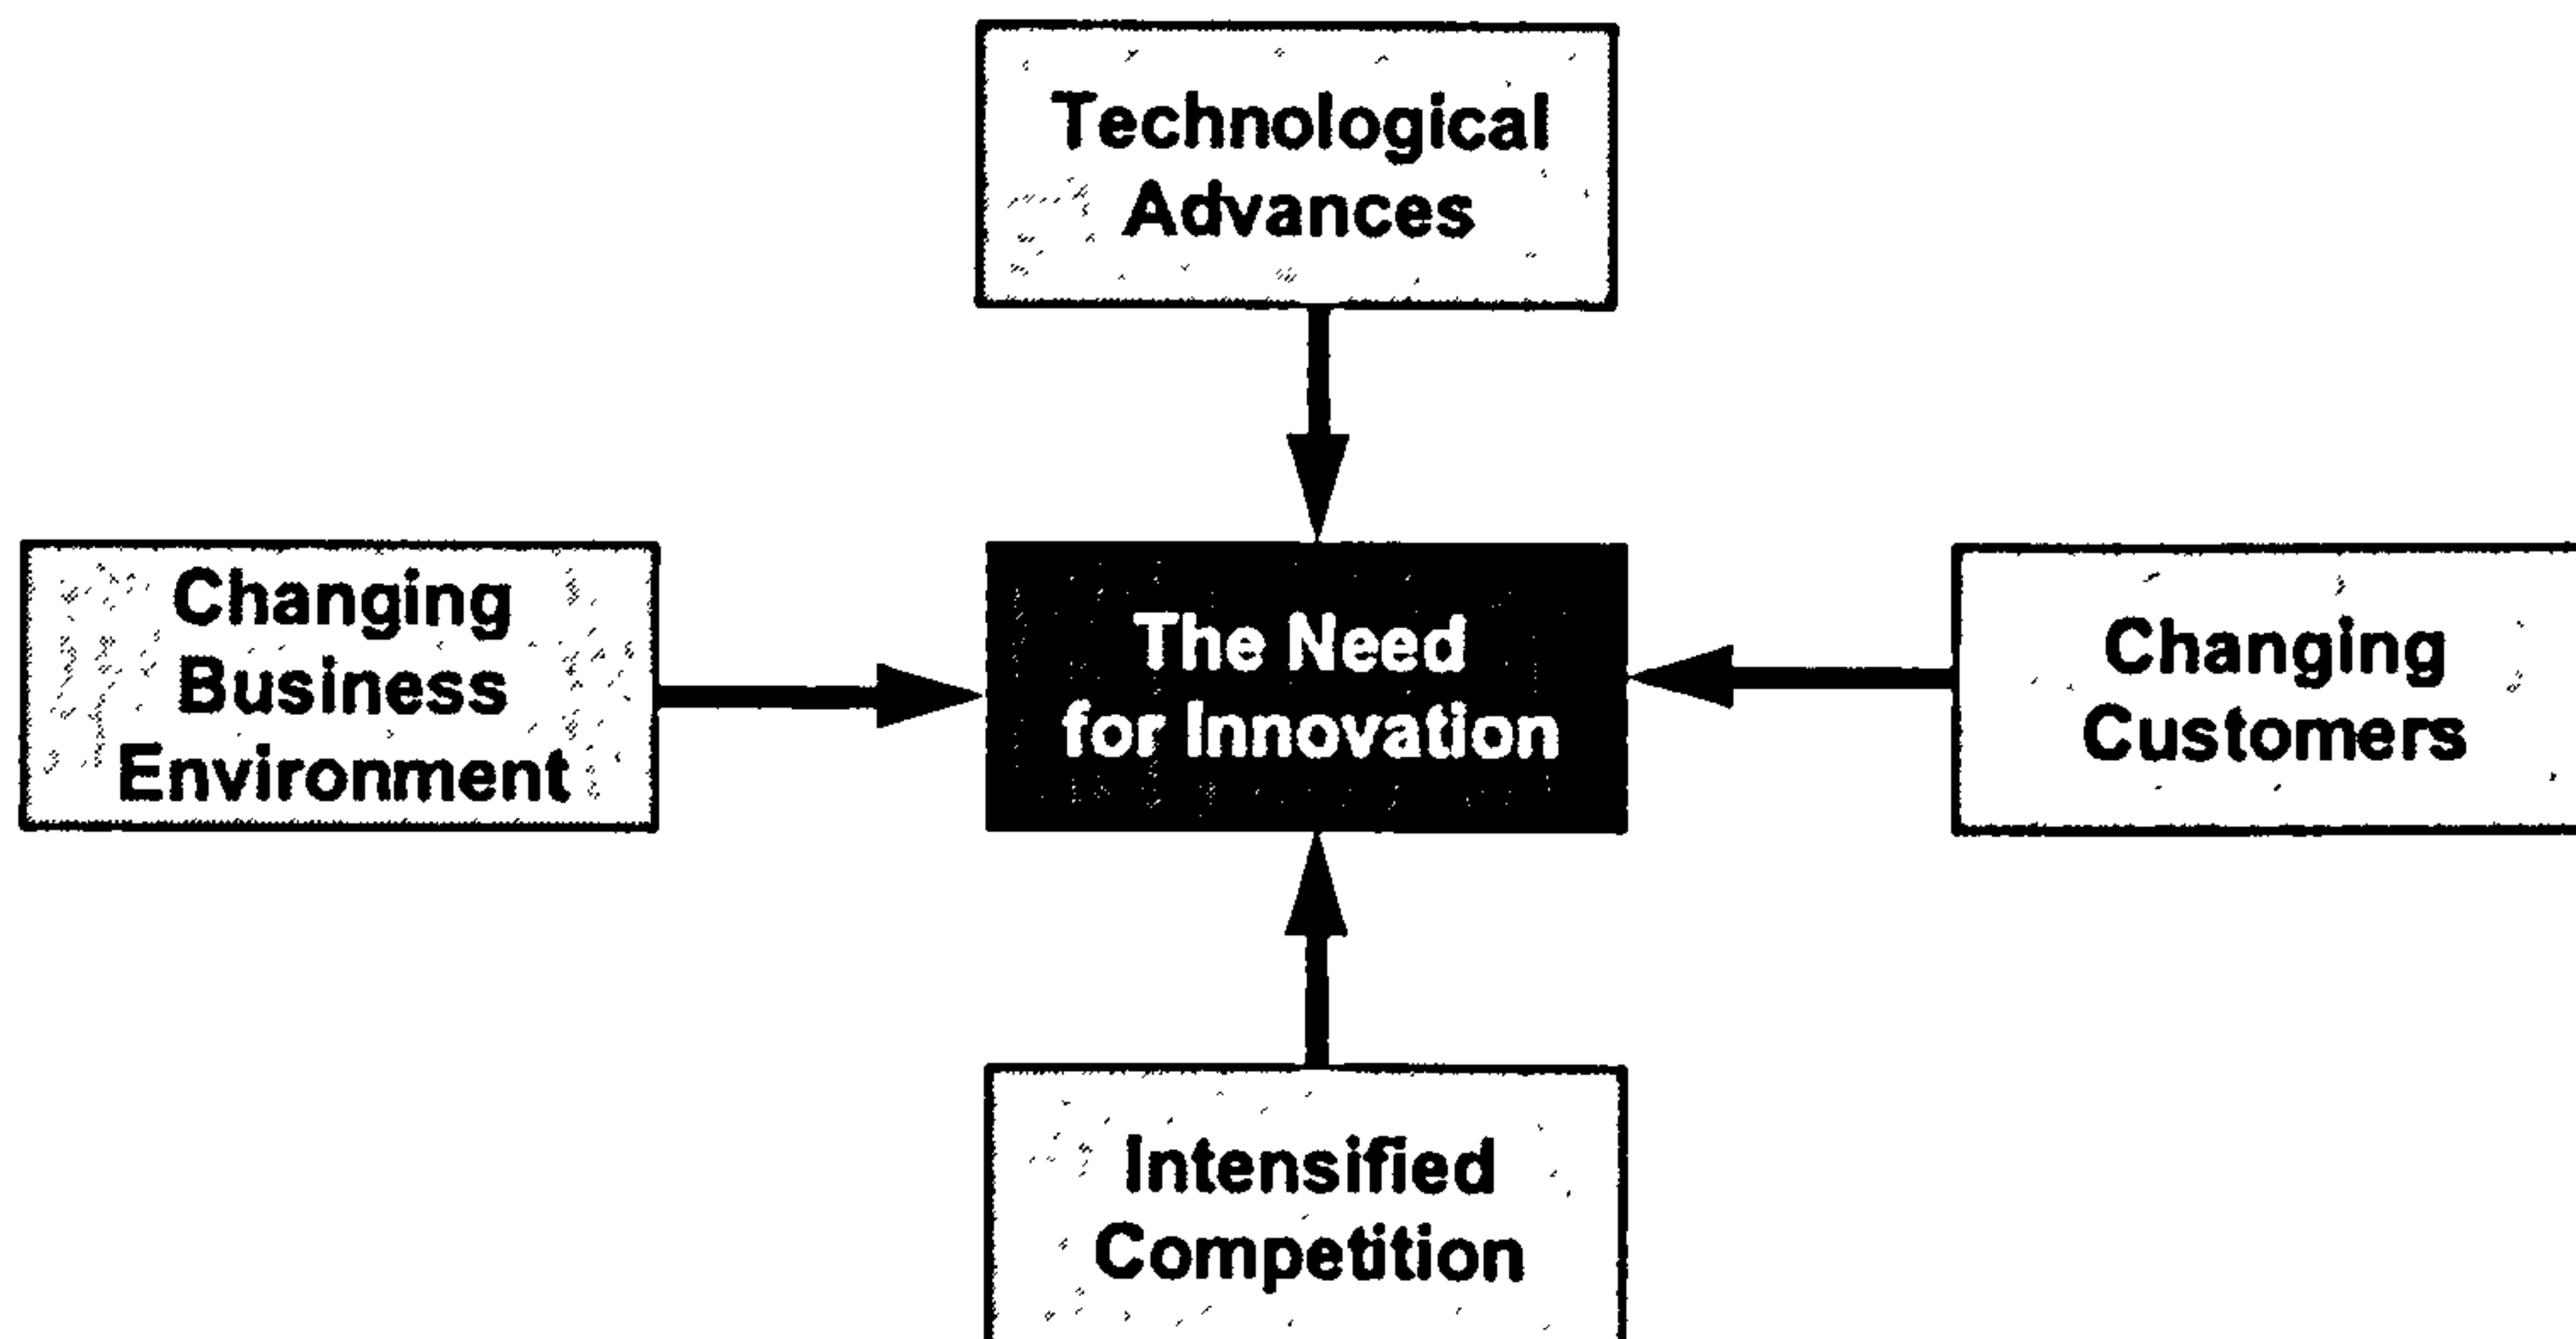 Technological
Advances
Changing
Business
Environment
The Need
for Innovation
Changing
Customers
Intensified
Competition